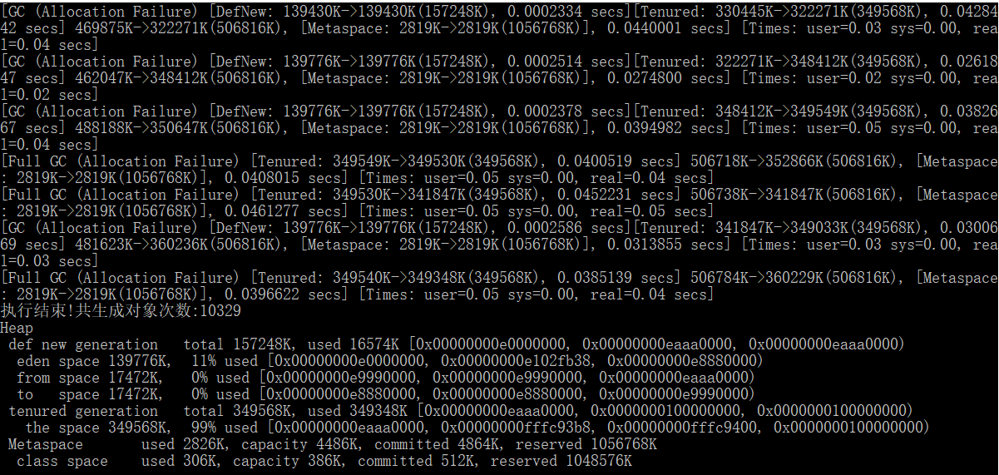 [GC (Allocation Failure) [DefNew: 139430K->139430K(157248K), 0.0002334 secs][Tenured: 330445K->322271K(349568K), 0.04284
42 secs] 469875K->322271K(506816K), [Metaspace: 2819K->2819K(1056768K)], 0.0440001 secs] [Times: user=0.03 sys=0.00, rea
l=0.04 secs]
[GC (Allocation Failure) [DefNew: 139776K->139776K(157248K), 0.0002514 secs][Tenured: 322271K->348412K(349568K), 0.02618
47 secs] 462047K->348412K(506816K), [Metaspace: 2819K->2819K(1056768K)], 0.0274800 secs] [Times: user=0.02 sys=0.00, rea
l=0.02 secs]
[GC (Allocation Failure) [DefNew: 139776K->139776K(157248K), 0.0002378 secs][Tenured: 348412K->349549K(349568K), 0.03826
67 secs] 488188K->350647K(506816K), [Metaspace: 2819K->2819K(1056768K)], 0.0394982 secs] [Times: user=0.05 sys=0.00, rea
l=0.04 secs]
[Full GC (Allocation Failure) [Tenured: 349549K->349530K(349568K), 0.0400519 secs] 506718K->352866K(506816K), [Metaspace
: 2819K->2819K(1056768K)], 0.0408015 secs] [Times: user=0.05 sys=0.00, real=0.04 secs]
[Full GC (Allocation Failure) [Tenured: 349530K->341847K(349568K), 0.0452231 secs] 506738K->341847K(506816K), [Metaspace
: 2819K->2819K(1056768K)], 0.0461277 secs] [Times: user=0.05 sys=0.00, real=0.05 secs]
[GC (Allocation Failure) [DefNew: 139776K->139776K(157248K), 0.0002586 secs][Tenured: 341847K->349033K(349568K), 0.03006
69 secs] 481623K->360236K(506816K), [Metaspace: 2819K->2819K(1056768K)], 0.0313855 secs] [Times: user=0.03 sys=0.00, rea
l=0.03 secs]
[Full GC (Allocation Failure) [Tenured: 349540K->349348K(349568K), 0.0385139 secs] 506784K->360229K(506816K), [Metaspace
: 2819K->2819K(1056768K)], 0.0396622 secs] [Times: user=0.05 sys=0.00, real=0.04 secs]
执行结束!共生成对象次数:10329
Heap
 def new generation   total 157248K, used 16574K [0x00000000e0000000, 0x00000000eaaa0000, 0x00000000eaaa0000)
  eden space 139776K,  11% used [0x00000000e0000000, 0x00000000e102fb38, 0x00000000e8880000)
  from space 17472K,   0% used [0x00000000e9990000, 0x00000000e9990000, 0x00000000eaaa0000)
  to   space 17472K,   0% used [0x00000000e8880000, 0x00000000e8880000, 0x00000000e9990000)
 tenured generation   total 349568K, used 349348K [0x00000000eaaa0000, 0x0000000100000000, 0x0000000100000000)
   the space 349568K,  99% used [0x00000000eaaa0000, 0x00000000fffc93b8, 0x00000000fffc9400, 0x0000000100000000)
 Metaspace       used 2826K, capacity 4486K, committed 4864K, reserved 1056768K
  class space    used 306K, capacity 386K, committed 512K, reserved 1048576K